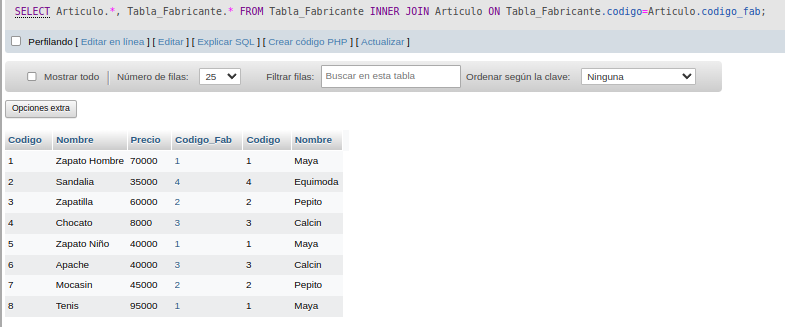 SELECT Articulo.*, Tabla_Fabricante.* FROM Tabla_Fabricante INNER JOIN Articulo ON Tabla_Fabricante.codigo=Articulo.codigo_fab;
Perfilando [ Editar en línea ] [ Editar ] [ Explicar SQL ] [ Crear código PHP ] [ Actualizar ]
Mostrar todo | Número de filas: 25 Filtrar filas: Buscar en esta tabla Ordenar según la clave: Ninguna
Opciones extra
Codigo Nombre Precio Codigo_Fab Codigo Nombre
1 Zapato Hombre 70000 1 1 Maya
2 Sandalia 35000 4 4 Equimoda
3 Zapatilla 60000 2 2 Pepito
4 Chocato 8000 3 3 Calcin
5 Zapato Niño 40000 1 1 Maya
6 Apache 40000 3 3 Calcin
7 Mocasin 45000 2 2 Pepito
8 Tenis 95000 1 1 Maya